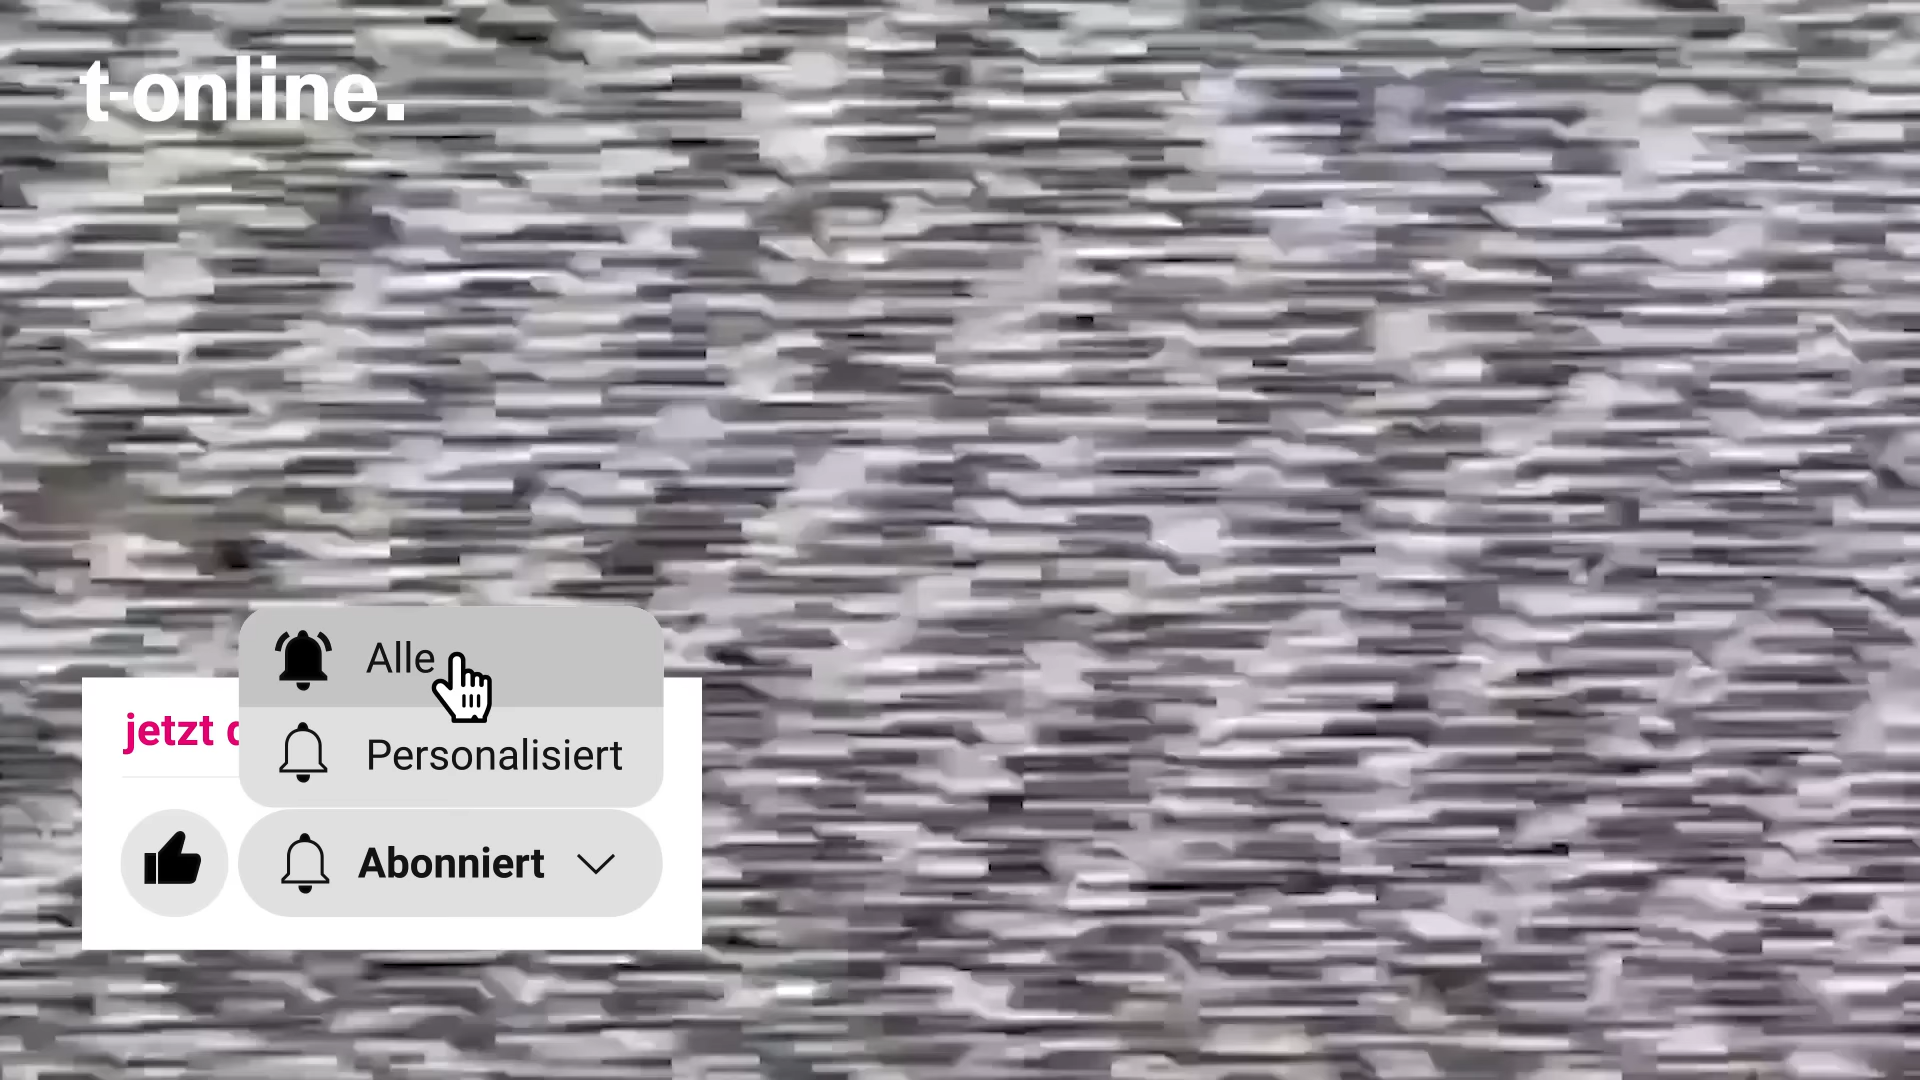 t-online.
Alle
jetzt
Personalisiert
Abonniert